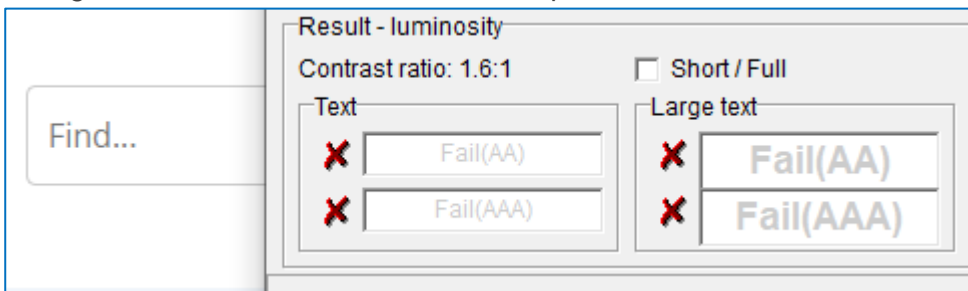 Result - luminosity
Contrast ratio: 1.6:1 Short / Full
Find...
Text Large text
Fail(AA) Fail(AA)
Fail(AAA) Fail(AAA)